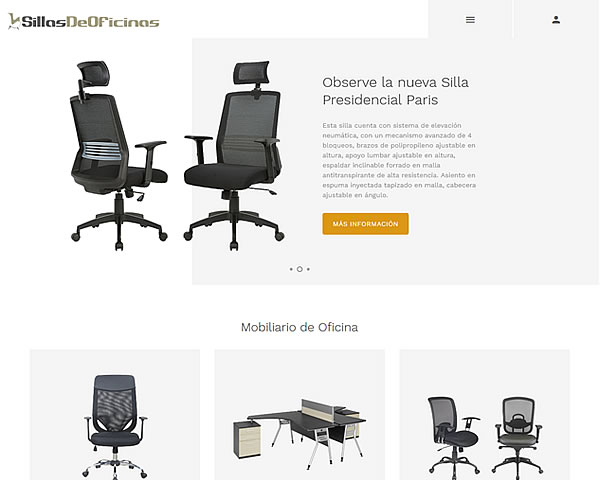 SillasDeOficinas
Observe la nueva Silla
Presidencial Paris
Esta silla cuenta con sistema de elevación
neumática, con un mecanismo avanzado de 4
bloqueos, brazos de polipropileno ajustable en
altura, apoyo lumbar ajustable en altura,
espaldar inclinable forrado en malla
antitranspirante de alta resistencia. Asiento en
espuma inyectada tapizado en malla, cabecera
ajustable en ángulo.
MÁS INFORMACIÓN
Mobiliario de Oficina